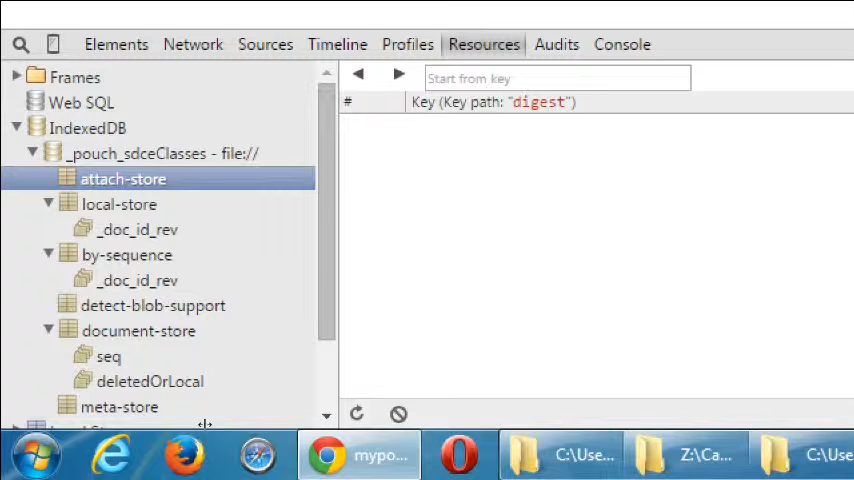 Elements Network Sources Timeline Profiles Resources Audits Console
Frames
Web SQL
IndexedDB
_pouch_sdceClasses - file://
attach-store
local-store
_doc_id_rev
by-sequence
_doc_id_rev
detect-blob-support
document-store
seq
deletedOrLocal
meta-store
Start from key
# Key (Key path: "digest")
mypo... C:\Use... Z:\Ca... C:\Us